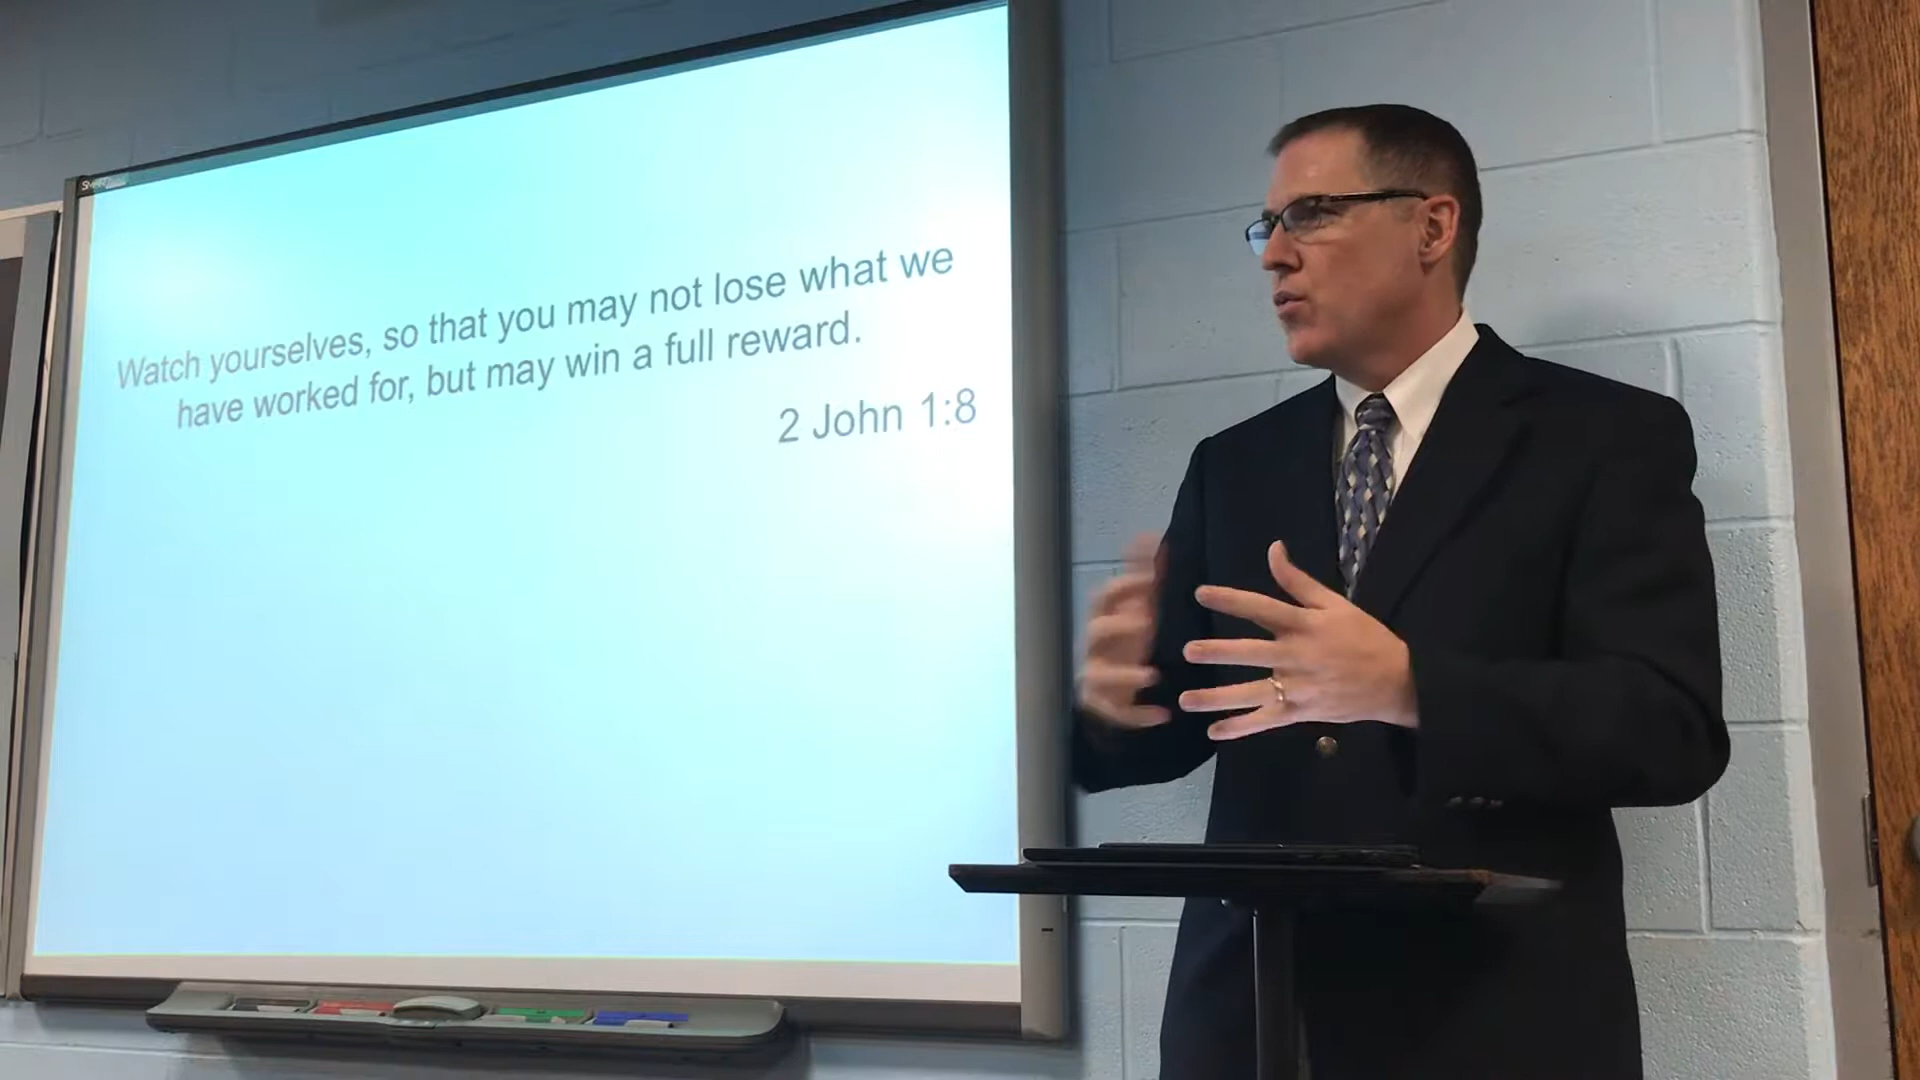 SMART
Watch yourselves, so that you may not lose what we
have worked for, but may win a full reward.
2 John 1:8